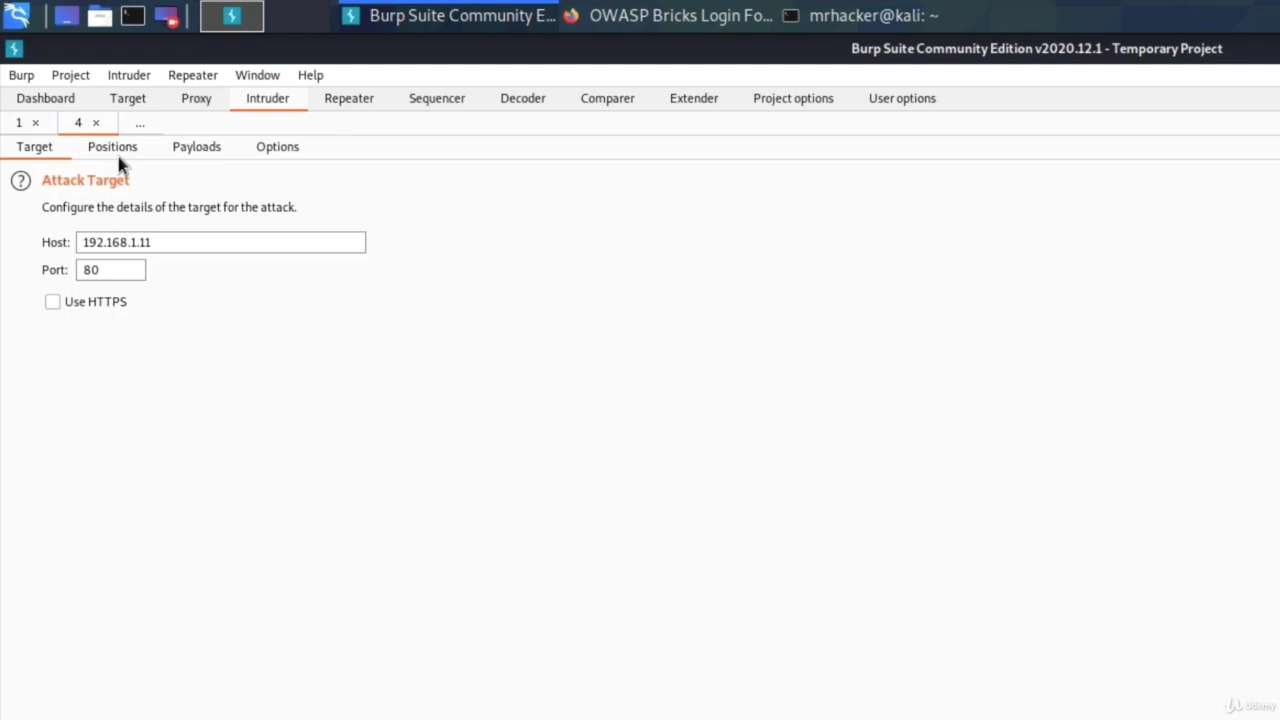 Burp Suite Community E... OWASP Bricks Login Fo... mrhacker@kali: ~
Burp Suite Community Edition v2020.12.1 - Temporary Project
Burp Project Intruder Repeater Window Help
Dashboard Target Proxy Intruder Repeater Sequencer Decoder Comparer Extender Project options User options
1 × 4 × ...
Target Positions Payloads Options
? Attack Target
Configure the details of the target for the attack.
Host: 192.168.1.11
Port: 80
Use HTTPS
Udemy